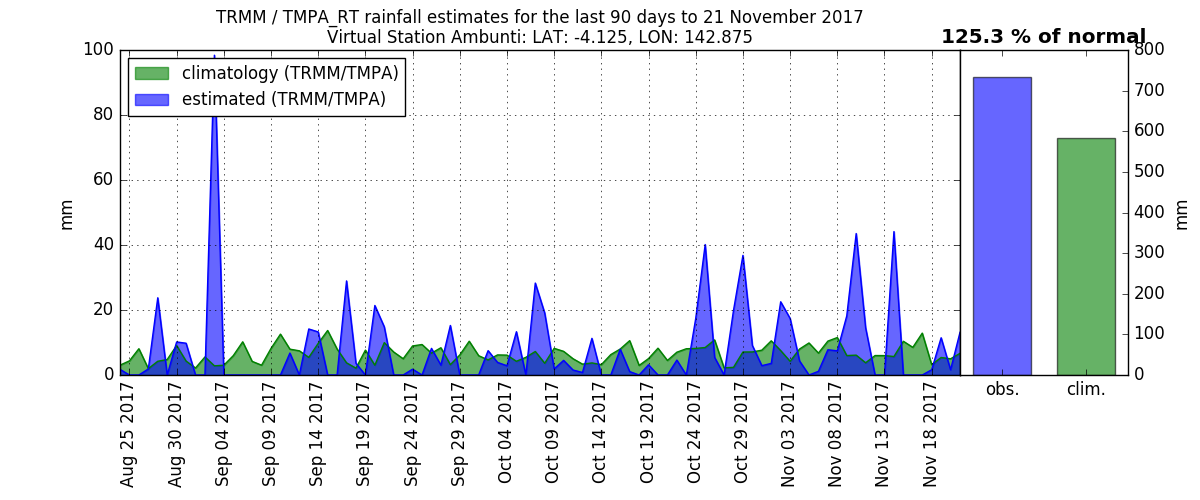 TRMM / TMPA_RT rainfall estimates for the last 90 days to 21 November 2017
Virtual Station Ambunti: LAT: -4.125, LON: 142.875
125.3 % of normal
climatology (TRMM/TMPA)
estimated (TRMM/TMPA)
100
80
60
40
20
0
mm
Aug 25 2017
Aug 30 2017
Sep 04 2017
Sep 09 2017
Sep 14 2017
Sep 19 2017
Sep 24 2017
Sep 29 2017
Oct 04 2017
Oct 09 2017
Oct 14 2017
Oct 19 2017
Oct 24 2017
Oct 29 2017
Nov 03 2017
Nov 08 2017
Nov 13 2017
Nov 18 2017
800
700
600
500
400
300
200
100
0
mm
obs.
clim.